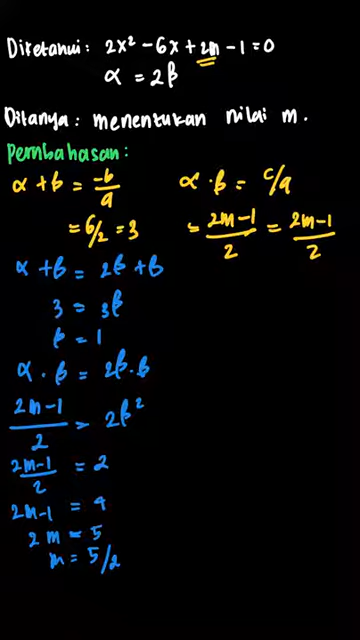 Diketahui: 2x² - 6x + 2m - 1 = 0
α = 2β
Ditanya: menentukan nilai m.
Pembahasan:
α + β = -b/a
= 6/2 = 3
α · β = c/a
= (2m-1)/2 = (2m-1)/2
α + β = 2β + β
3 = 3β
β = 1
α · β = 2β · β
(2m-1)/2 = 2β²
(2m-1)/2 = 2
2m-1 = 4
2m = 5
m = 5/2